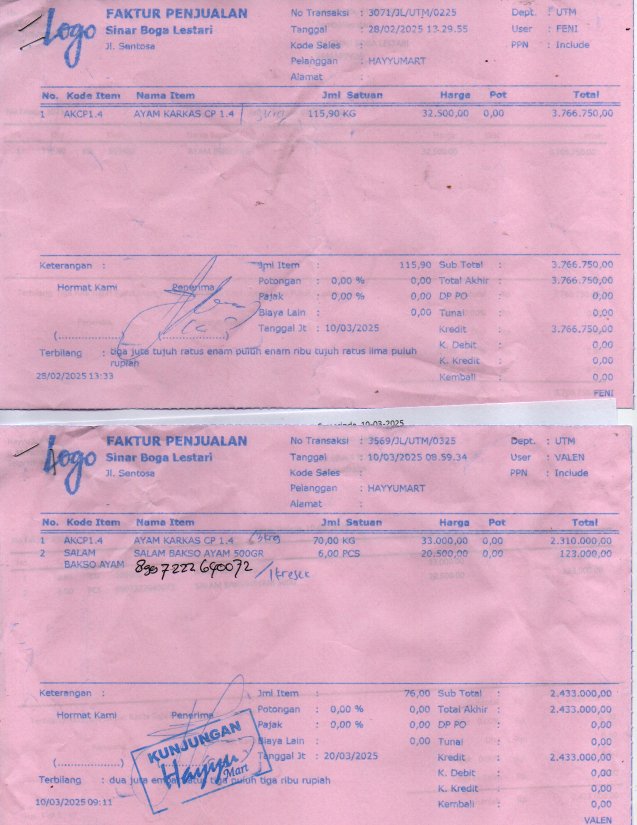 Logo
FAKTUR PENJUALAN
Sinar Boga Lestari
Jl. Sentosa
No Transaksi : 3071/JL/UTM/0225
Tanggal : 28/02/2025 13.29.55
Kode Sales :
Pelanggan : HAYYUMART
Alamat :
Dept. : UTM
User : FENI
PPN : Include
No. Kode Item Nama Item Jml Satuan Harga Pot Total
1 AKCP1.4 AYAM KARKAS CP 1.4 115,90 KG 32.500,00 0,00 3.766.750,00
Keterangan :
Hormat Kami Penerima
(....................) (....................)
Jml Item : 115,90
Potongan : 0,00 % 0,00
Pajak : 0,00 % 0,00
Biaya Lain : 0,00
Tanggal Jt : 10/03/2025
Sub Total : 3.766.750,00
Total Akhir : 3.766.750,00
DP PO : 0,00
Tunai : 0,00
Kredit : 3.766.750,00
K. Debit : 0,00
K. Kredit : 0,00
Kembali : 0,00
Terbilang : tiga juta tujuh ratus enam puluh enam ribu tujuh ratus lima puluh
rupiah
28/02/2025 13:33
FENI
10-03-2025
Logo
FAKTUR PENJUALAN
Sinar Boga Lestari
Jl. Sentosa
No Transaksi : 3569/JL/UTM/0325
Tanggal : 10/03/2025 08.59.34
Kode Sales :
Pelanggan : HAYYUMART
Alamat :
Dept. : UTM
User : VALEN
PPN : Include
No. Kode Item Nama Item Jml Satuan Harga Pot Total
1 AKCP1.4 AYAM KARKAS CP 1.4 70,00 KG 33.000,00 0,00 2.310.000,00
2 SALAM SALAM BAKSO AYAM 500GR 6,00 PCS 20.500,00 0,00 123.000,00
BAKSO AYAM 8997222640072 /1kresek
Keterangan :
Hormat Kami Penerima
(....................) (....................)
KUNJUNGAN
Hayyu
Mart
Jml Item : 76,00
Potongan : 0,00 % 0,00
Pajak : 0,00 % 0,00
Biaya Lain : 0,00
Tanggal Jt : 20/03/2025
Sub Total : 2.433.000,00
Total Akhir : 2.433.000,00
DP PO : 0,00
Tunai : 0,00
Kredit : 2.433.000,00
K. Debit : 0,00
K. Kredit : 0,00
Kembali : 0,00
Terbilang : dua juta empat ratus tiga puluh tiga ribu rupiah
10/03/2025 09:11
VALEN